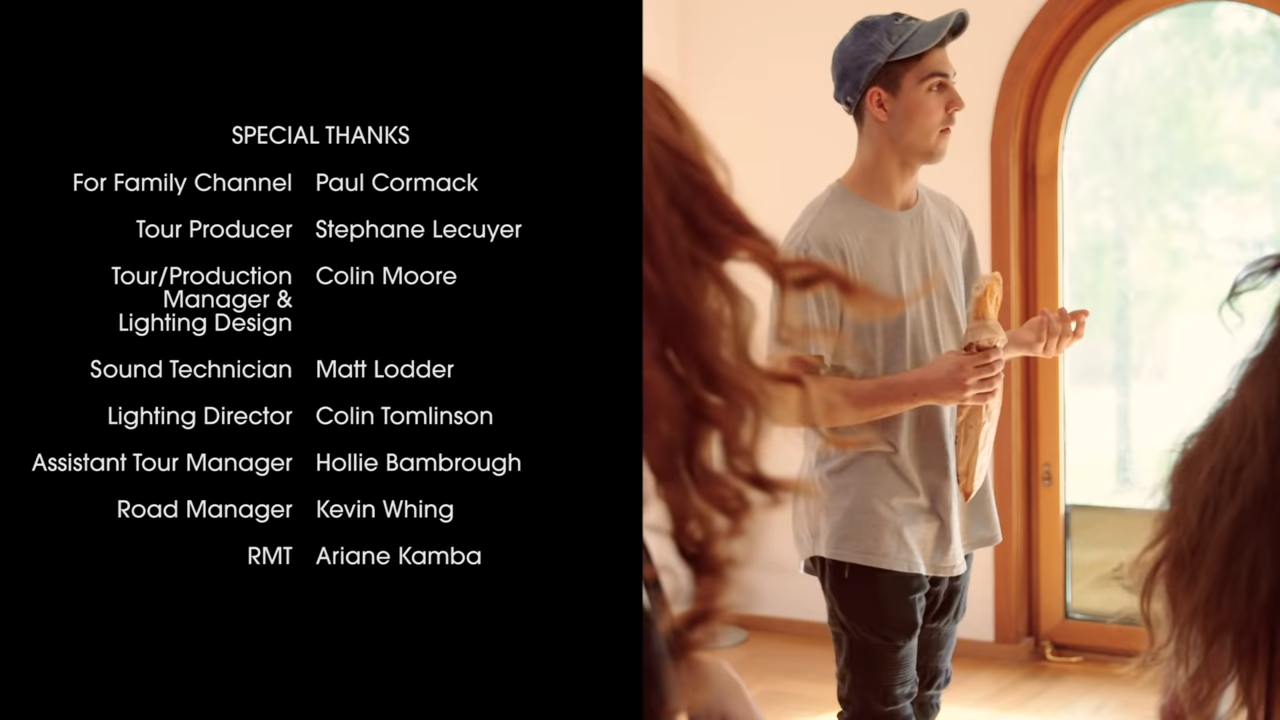 SPECIAL THANKS
For Family Channel Paul Cormack
Tour Producer Stephane Lecuyer
Tour/Production Colin Moore
Manager &
Lighting Design
Sound Technician Matt Lodder
Lighting Director Colin Tomlinson
Assistant Tour Manager Hollie Bambrough
Road Manager Kevin Whing
RMT Ariane Kamba